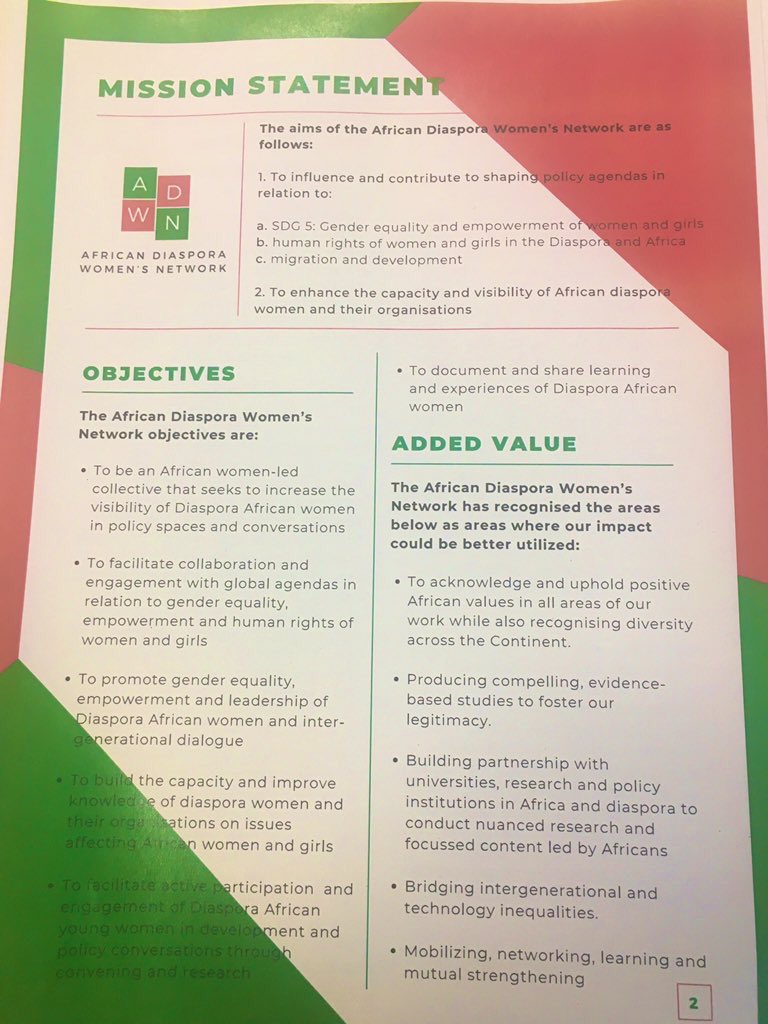 MISSION STATEMENT
A D
W N
AFRICAN DIASPORA
WOMEN'S NETWORK
The aims of the African Diaspora Women's Network are as
follows:
1. To influence and contribute to shaping policy agendas in
relation to:
a. SDG 5: Gender equality and empowerment of women and girls
b. human rights of women and girls in the Diaspora and Africa
c. migration and development
2. To enhance the capacity and visibility of African diaspora
women and their organisations
OBJECTIVES
The African Diaspora Women's
Network objectives are:
• To be an African women-led
collective that seeks to increase the
visibility of Diaspora African women
in policy spaces and conversations
• To facilitate collaboration and
engagement with global agendas in
relation to gender equality,
empowerment and human rights of
women and girls
• To promote gender equality,
empowerment and leadership of
Diaspora African women and inter-
generational dialogue
• To build the capacity and improve
knowledge of diaspora women and
their organisations on issues
affecting African women and girls
• To facilitate active participation and
engagement of Diaspora African
young women in development and
policy conversations through
convening and research
• To document and share learning
and experiences of Diaspora African
women
ADDED VALUE
The African Diaspora Women's
Network has recognised the areas
below as areas where our impact
could be better utilized:
• To acknowledge and uphold positive
African values in all areas of our
work while also recognising diversity
across the Continent.
• Producing compelling, evidence-
based studies to foster our
legitimacy.
• Building partnership with
universities, research and policy
institutions in Africa and diaspora to
conduct nuanced research and
focussed content led by Africans
• Bridging intergenerational and
technology inequalities.
• Mobilizing, networking, learning and
mutual strengthening
2